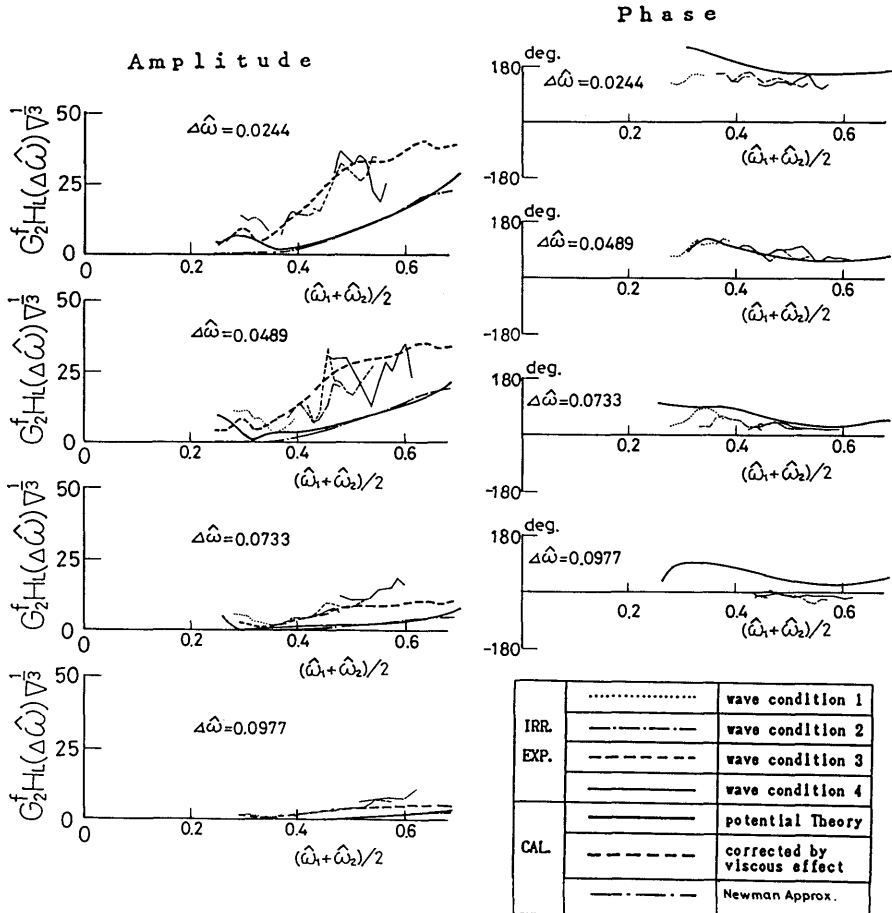 Phase
Amplitude
deg.
180
Δω̂=0.0244
0.2 0.4 0.6
(ω̂₁+ω̂₂)/2
-180
50
Δω̂=0.0244
25
0
0 0.2 0.4 0.6
(ω̂₁+ω̂₂)/2
G₂ᶠHL(Δω̂)∇^1/3
deg.
180
Δω̂=0.0489
0.2 0.4 0.6
(ω̂₁+ω̂₂)/2
-180
50
Δω̂=0.0489
25
0
0 0.2 0.4 0.6
(ω̂₁+ω̂₂)/2
G₂ᶠHL(Δω̂)∇^1/3
180 deg.
Δω̂=0.0733
0.2 0.4 0.6
(ω̂₁+ω̂₂)/2
-180
50
Δω̂=0.0733
25
0
0 0.2 0.4 0.6
(ω̂₁+ω̂₂)/2
G₂ᶠHL(Δω̂)∇^1/3
deg.
180
Δω̂=0.0977
0.2 0.4 0.6
(ω̂₁+ω̂₂)/2
-180
50
Δω̂=0.0977
25
0
0 0.2 0.4 0.6
(ω̂₁+ω̂₂)/2
G₂ᶠHL(Δω̂)∇^1/3
IRR.
EXP.
wave condition 1
wave condition 2
wave condition 3
wave condition 4
CAL.
potential Theory
corrected by
viscous effect
Newman Approx.